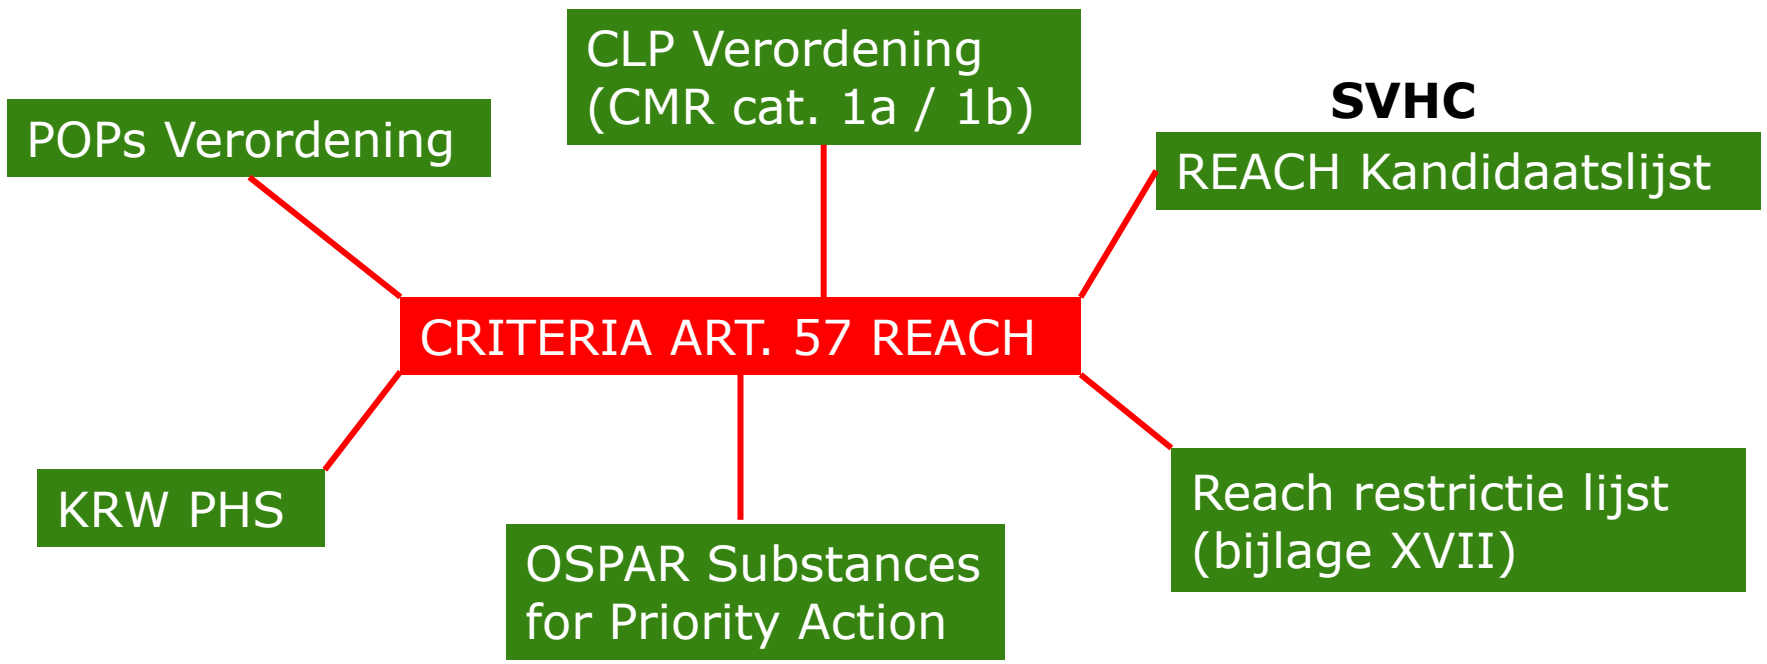 CLP Verordening
(CMR cat. 1a / 1b)
SVHC
POPs Verordening
REACH Kandidaatslijst
CRITERIA ART. 57 REACH
KRW PHS
Reach restrictie lijst
(bijlage XVII)
OSPAR Substances
for Priority Action